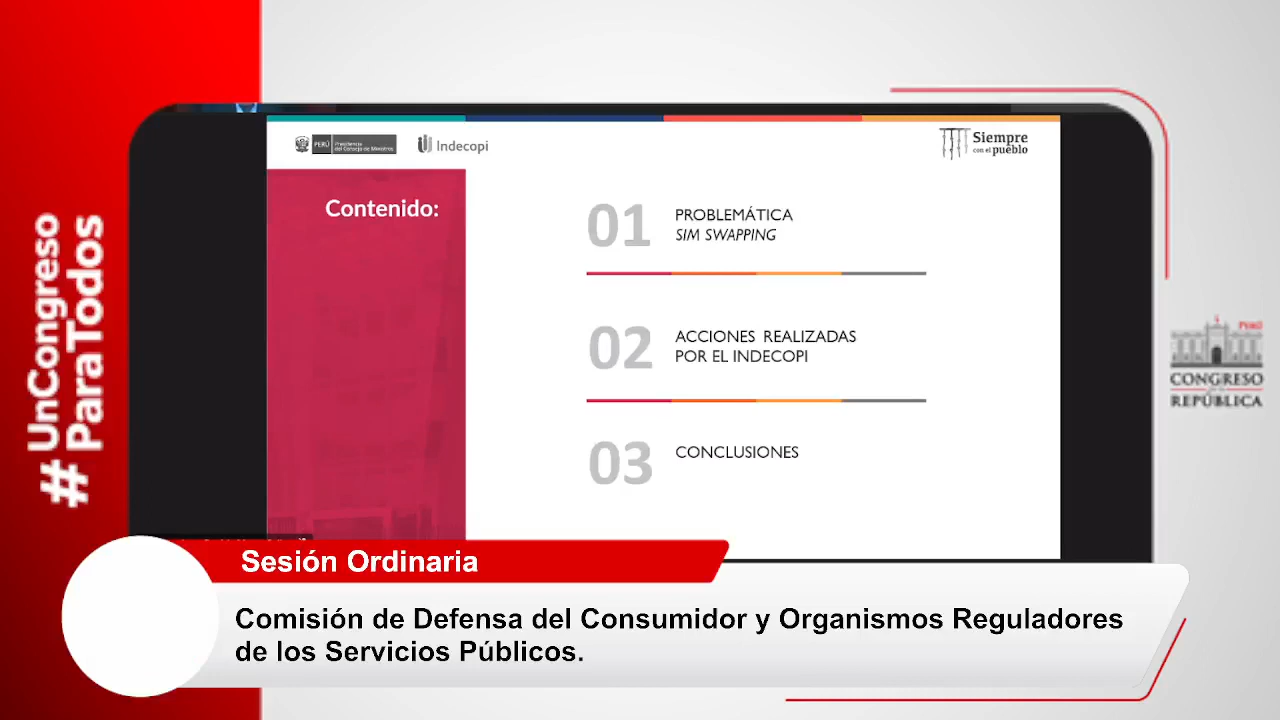 #UnCongreso
ParaTodos
PERÚ
Presidencia
del Consejo de Ministros
Indecopi
Siempre
con el pueblo
Contenido:
01
PROBLEMÁTICA
SIM SWAPPING
02
ACCIONES REALIZADAS
POR EL INDECOPI
03
CONCLUSIONES
PERÚ
CONGRESO
REPÚBLICA
Sesión Ordinaria
Comisión de Defensa del Consumidor y Organismos Reguladores
de los Servicios Públicos.